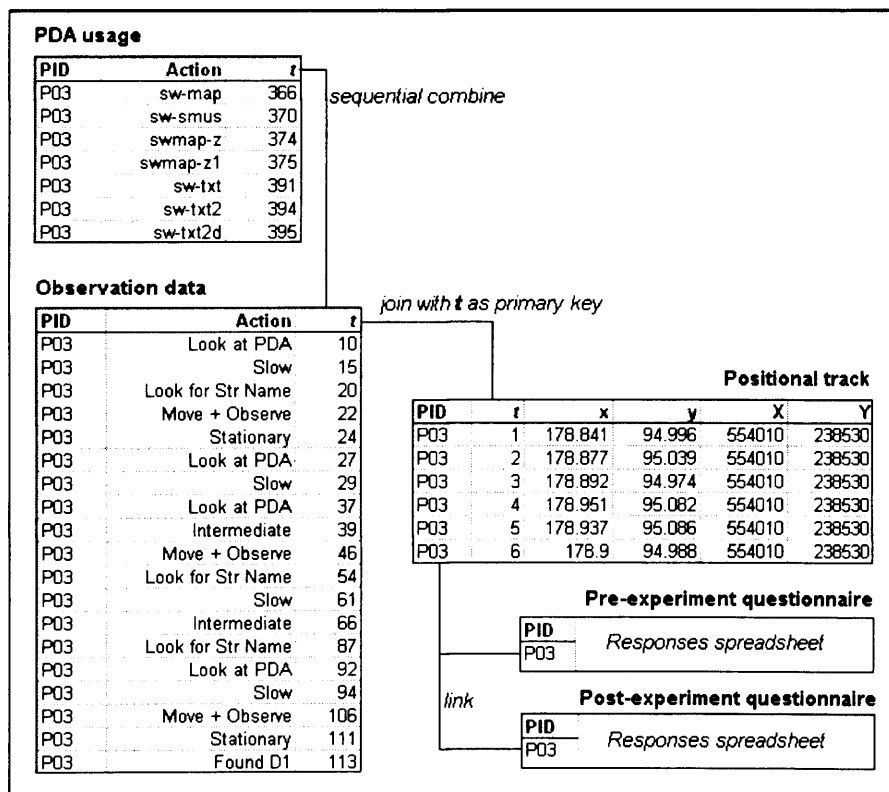 PDA usage
PID Action t
P03 sw-map 366
P03 sw-smus 370
P03 swmap-z 374
P03 swmap-z1 375
P03 sw-txt 391
P03 sw-txt2 394
P03 sw-txt2d 395
sequential combine
Observation data
PID Action t
P03 Look at PDA 10
P03 Slow 15
P03 Look for Str Name 20
P03 Move + Observe 22
P03 Stationary 24
P03 Look at PDA 27
P03 Slow 29
P03 Look at PDA 37
P03 Intermediate 39
P03 Move + Observe 46
P03 Look for Str Name 54
P03 Slow 61
P03 Intermediate 66
P03 Look for Str Name 87
P03 Look at PDA 92
P03 Slow 94
P03 Move + Observe 106
P03 Stationary 111
P03 Found D1 113
join with t as primary key
Positional track
PID t x y X Y
P03 1 178.841 94.996 554010 238530
P03 2 178.877 95.039 554010 238530
P03 3 178.892 94.974 554010 238530
P03 4 178.951 95.082 554010 238530
P03 5 178.937 95.086 554010 238530
P03 6 178.9 94.988 554010 238530
Pre-experiment questionnaire
PID
P03
Responses spreadsheet
link
Post-experiment questionnaire
PID
P03
Responses spreadsheet